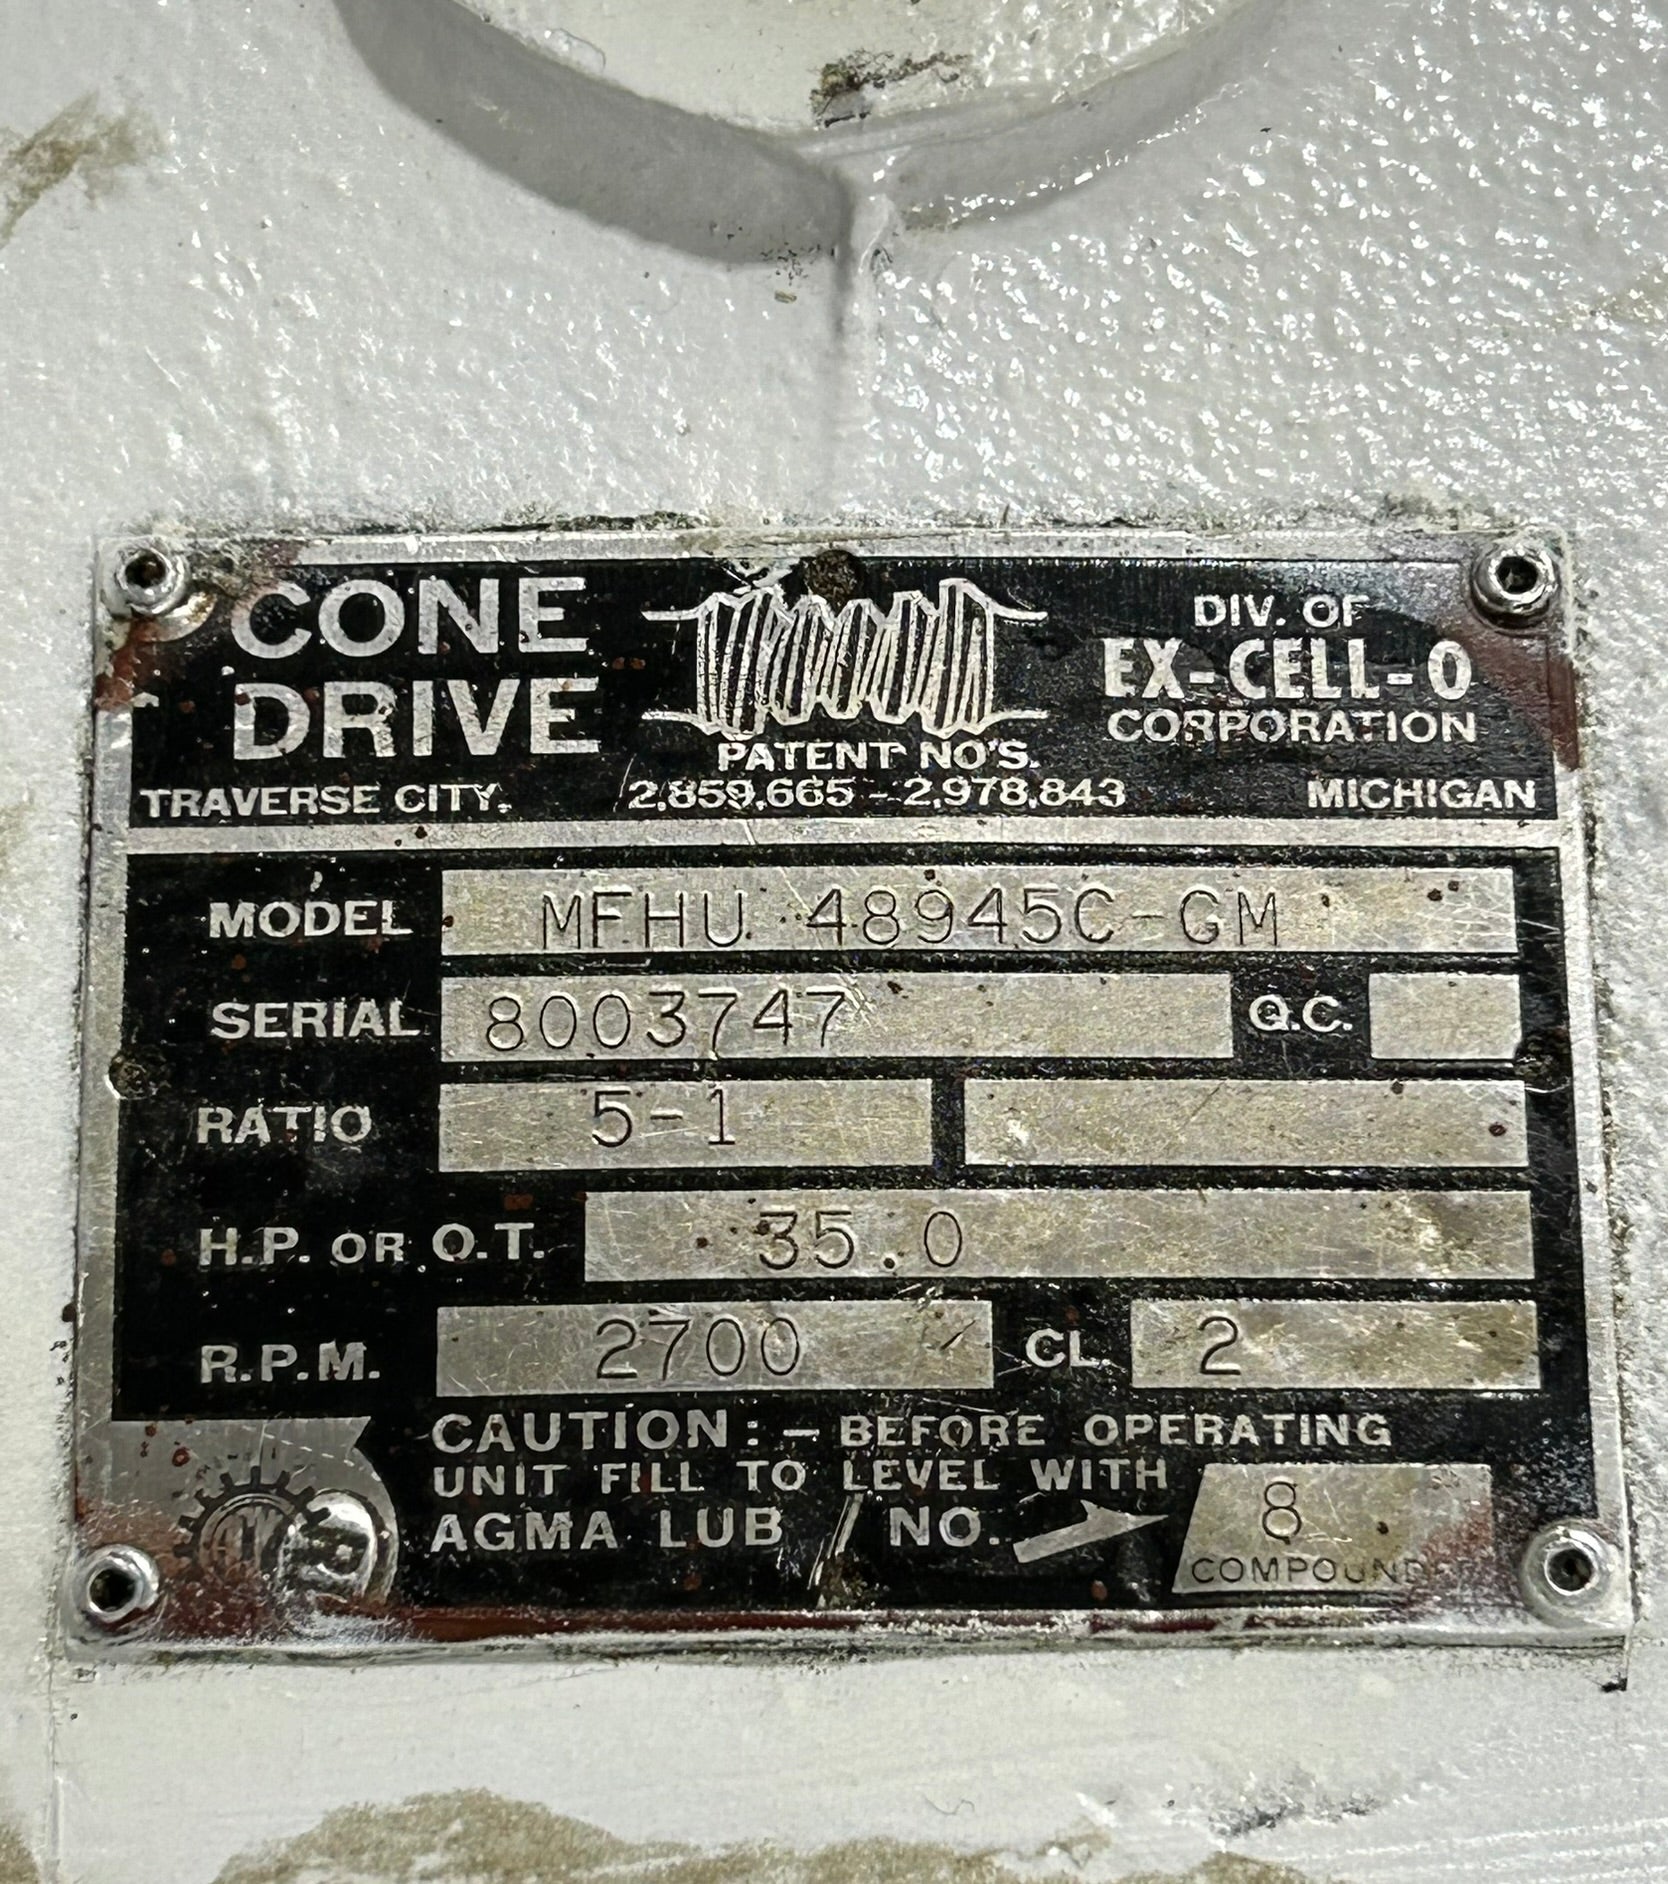 CONE
DRIVE
DIV. OF
EX-CELL-O
CORPORATION
PATENT NO'S.
TRAVERSE CITY, 2,859,665 - 2,978,843 MICHIGAN
MODEL MFHU 48945C-GM
SERIAL 8003747 Q.C.
RATIO 5-1
H.P. OR O.T. 35.0
R.P.M. 2700 CL. 2
CAUTION:- BEFORE OPERATING
UNIT FILL TO LEVEL WITH
AGMA LUB NO. 8
COMPOUND